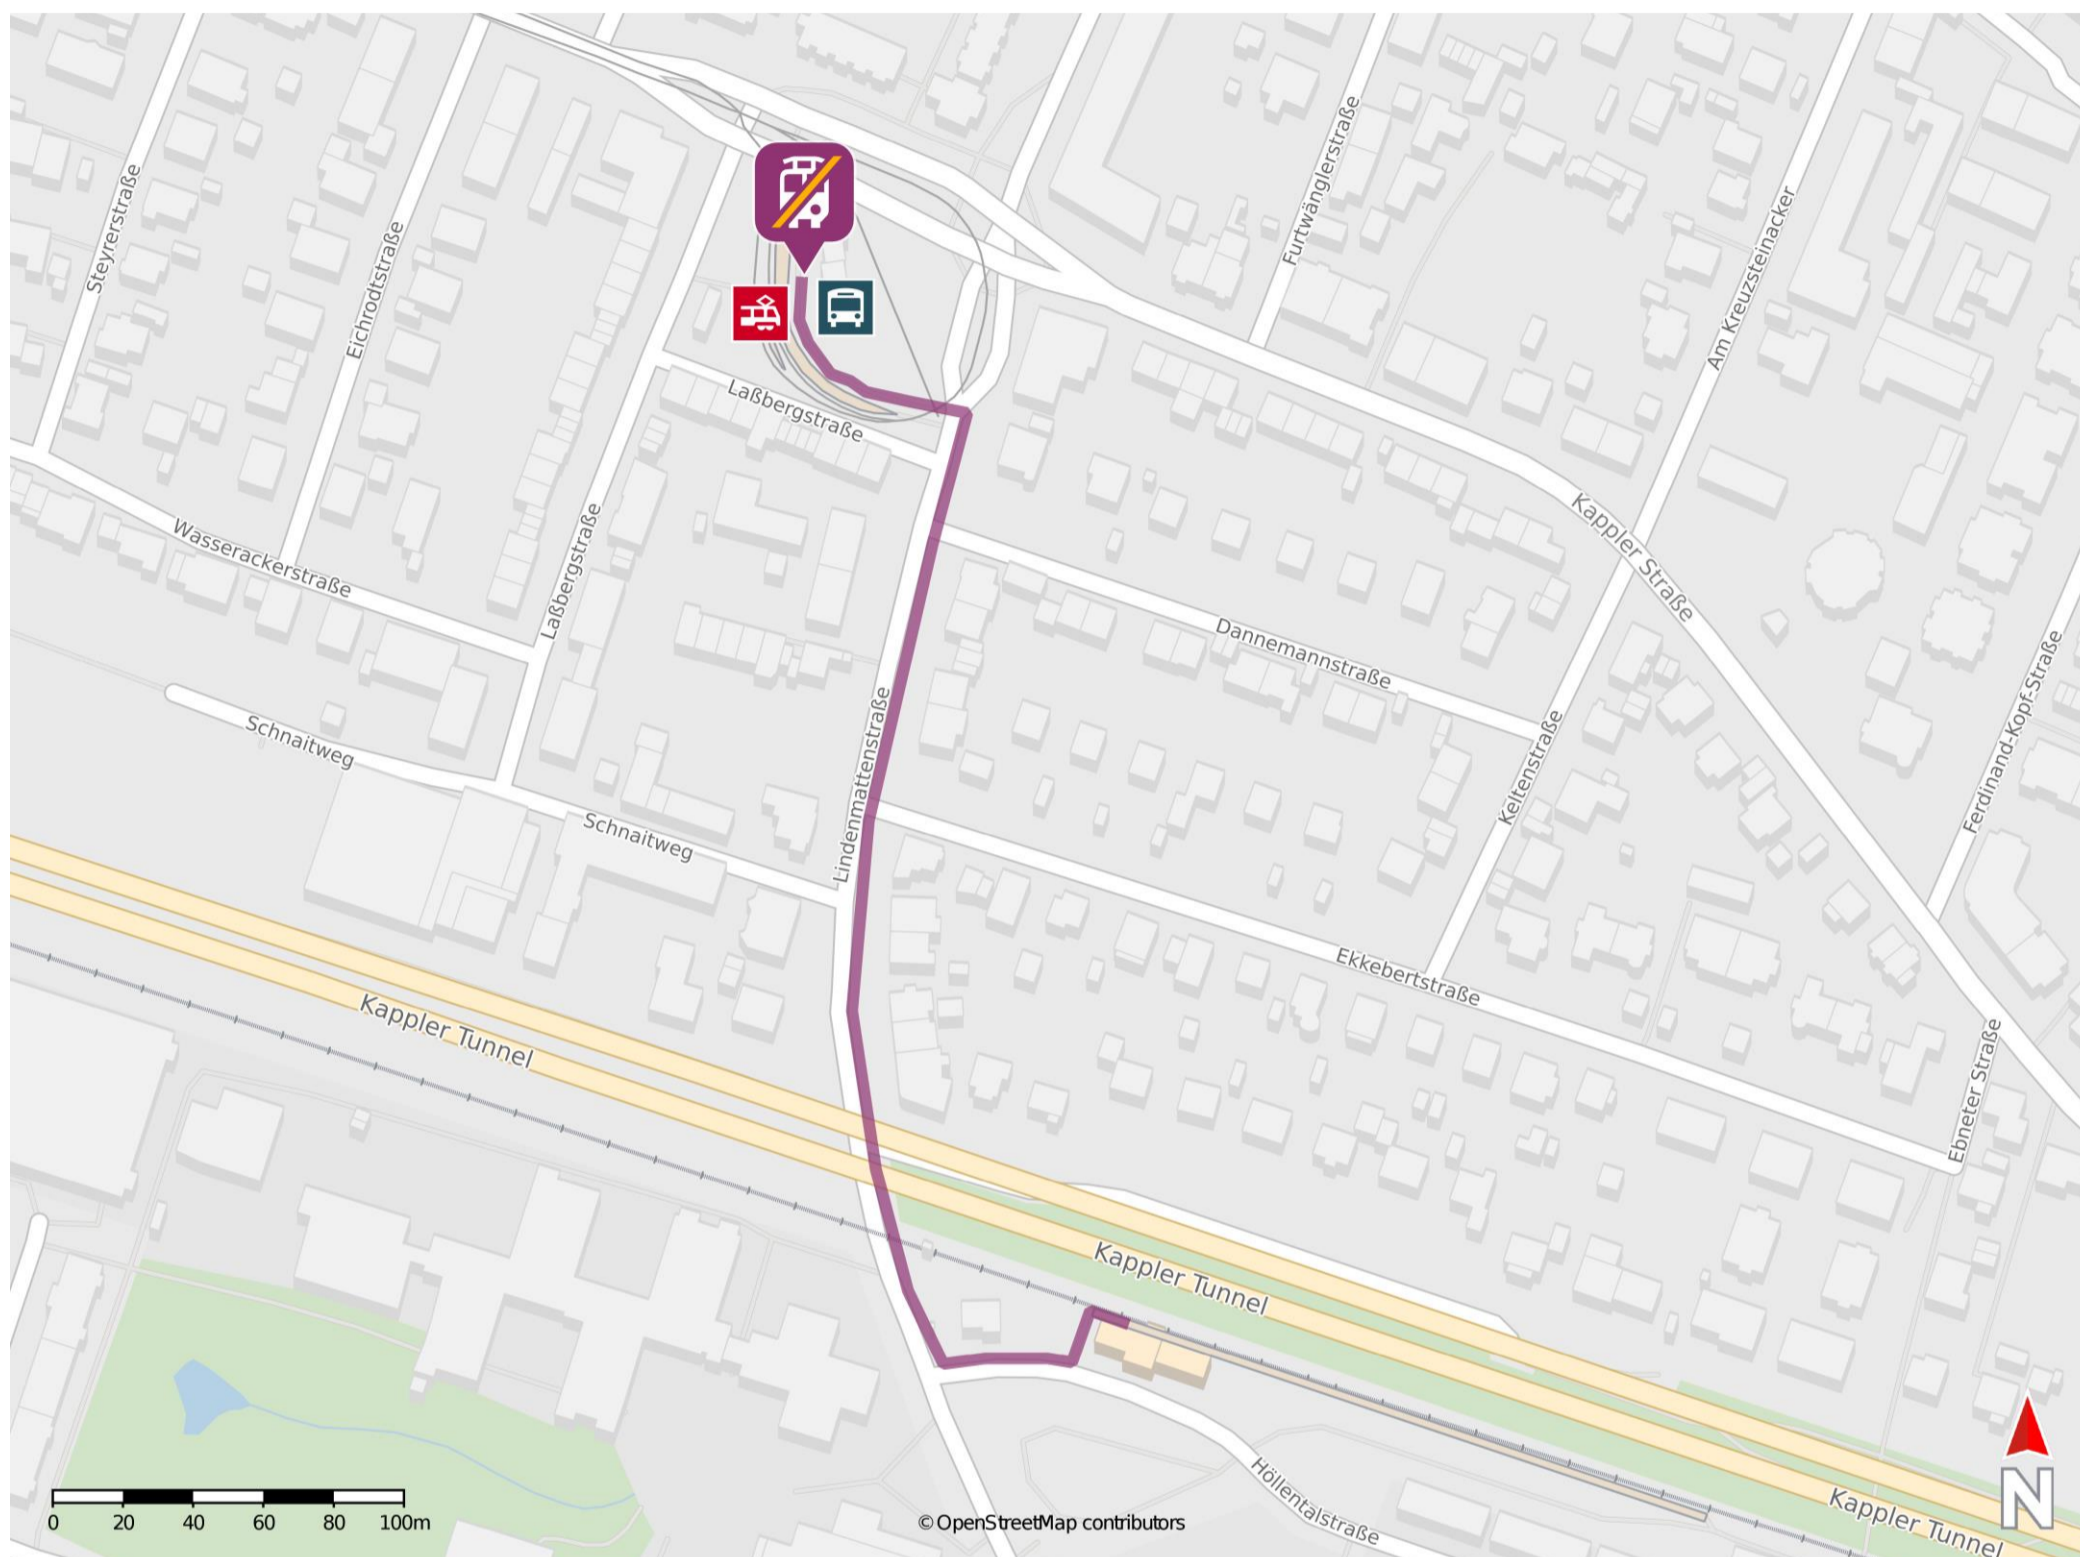 Furtwänglerstraße
Steyrerstraße
Eichrodtstraße
Am Kreuzsteinacker
Laßbergstraße
Kappler Straße
Wasserackerstraße
Laßbergstraße
Dannemannstraße
Ferdinand-Kopf-Straße
Schnaitweg
Lindenmattenstraße
Keltenstraße
Schnaitweg
Ekkebertstraße
Kappler Tunnel
Ebneter Straße
Kappler Tunnel
Höllentalstraße
Kappler Tunnel
N
0 20 40 60 80 100m
© OpenStreetMap contributors